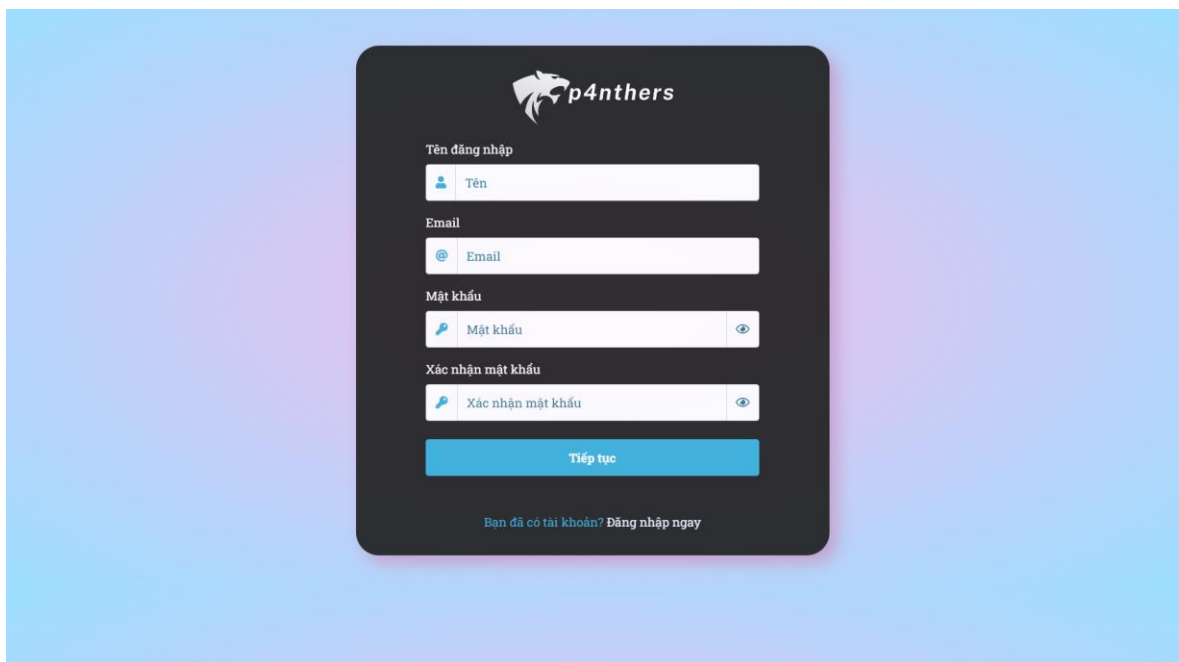 p4nthers
Tên đăng nhập
Tên
Email
@ Email
Mật khẩu
Mật khẩu
Xác nhận mật khẩu
Xác nhận mật khẩu
Tiếp tục
Bạn đã có tài khoản? Đăng nhập ngay